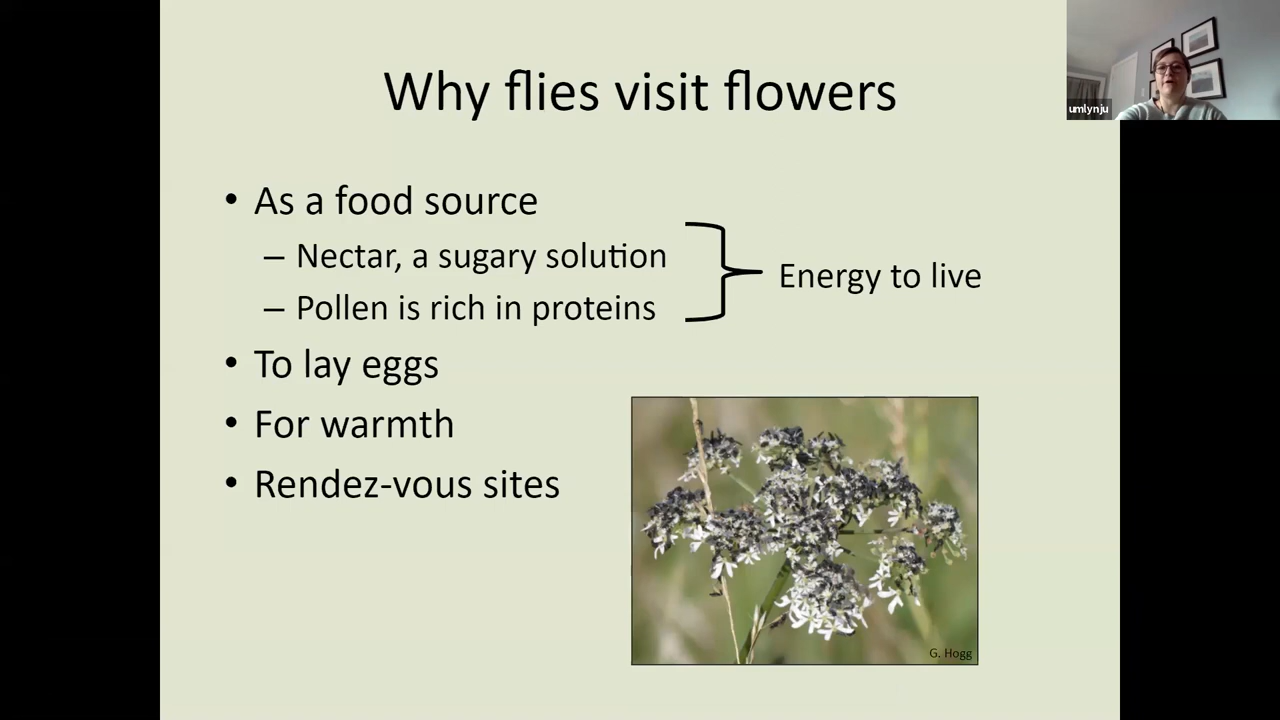 Why flies visit flowers
umlynju
• As a food source
– Nectar, a sugary solution
– Pollen is rich in proteins
Energy to live
• To lay eggs
• For warmth
• Rendez-vous sites
G. Hogg